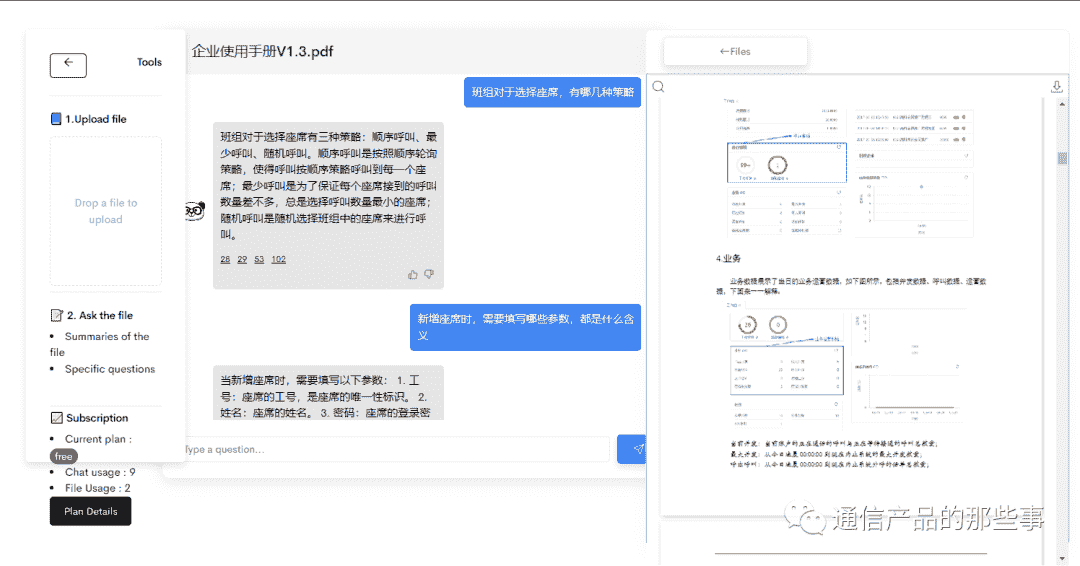 Tools
1.Upload file
Drop a file to
upload
2. Ask the file
Summaries of the
file
Specific questions
Subscription
Current plan :
free
Chat usage : 9
File Usage : 2
Plan Details
企业使用手册V1.3.pdf
班组对于选择座席，有哪几种策略
班组对于选择座席有三种策略：顺序呼叫、最
少呼叫、随机呼叫。顺序呼叫是按照顺序轮询
策略，使得呼叫按顺序策略呼叫到每一个座
席；最少呼叫是为了保证每个座席接到的呼叫
数量差不多，总是选择呼叫数量最小的座席；
随机呼叫是随机选择班组中的座席来进行呼
叫。
28 29 53 102
新增座席时，需要填写哪些参数，都是什么含
义
当新增座席时，需要填写以下参数： 1. 工
号：座席的工号，是座席的唯一性标识。 2.
姓名：座席的姓名。 3. 密码：座席的登录密
Type a question...
←Files
4.业务
业务数据展示了当日的业务运营数据，如下图所示。包括并发数据、呼叫数据、运营数
据，下面来一一解释。
当前并发：当前账户的正在通话的呼叫与正在等待接通的呼叫总数量；
最大并发：从今日凌晨 00:00:00 到现在为止系统的最大并发数量；
呼出呼叫：从今日凌晨 00:00:00 到现在为止系统外呼的话单总数量；
通信产品的那些事